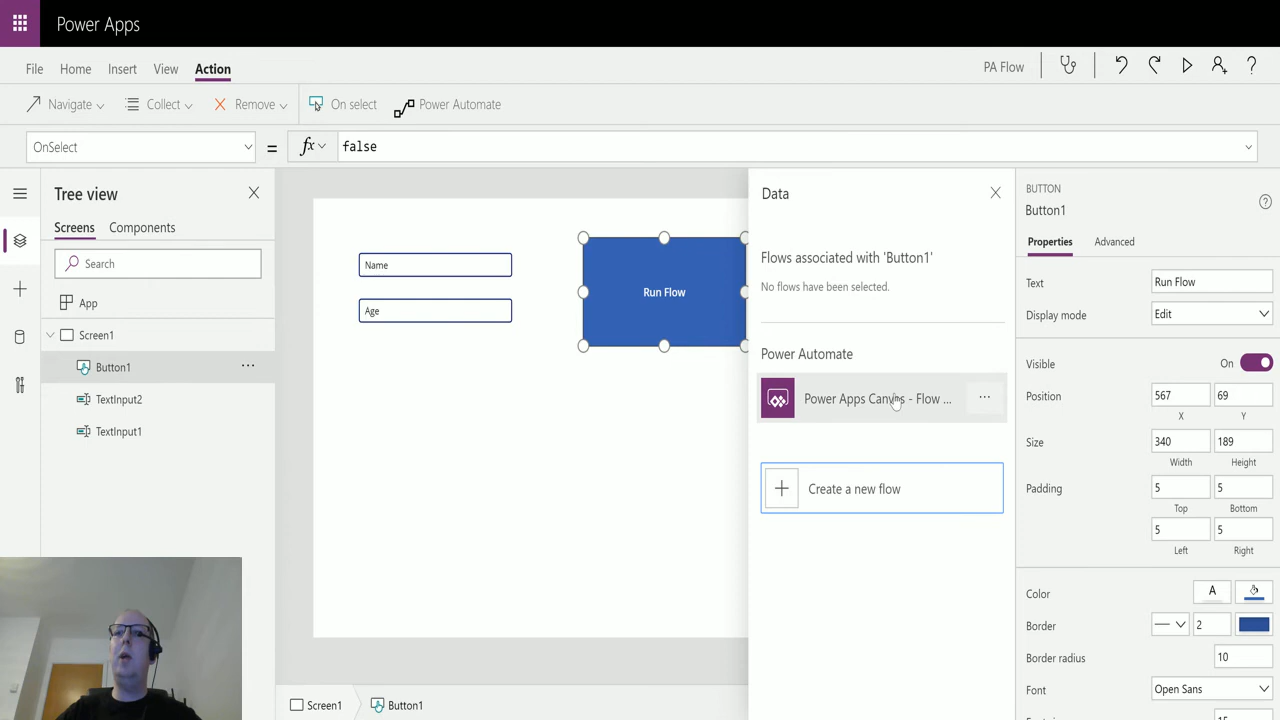 Power Apps
File Home Insert View Action PA Flow
Navigate Collect Remove On select Power Automate
OnSelect = fx false
Tree view
Screens Components
Search
App
Screen1
Button1
TextInput2
TextInput1
Name
Age
Run Flow
Screen1 Button1
Data
Flows associated with 'Button1'
No flows have been selected.
Power Automate
Power Apps Canvas - Flow ...
Create a new flow
BUTTON
Button1
Properties Advanced
Text Run Flow
Display mode Edit
Visible On
Position 567 69
X Y
Size 340 189
Width Height
Padding 5 5
Top Bottom
5 5
Left Right
Color A
Border 2
Border radius 10
Font Open Sans